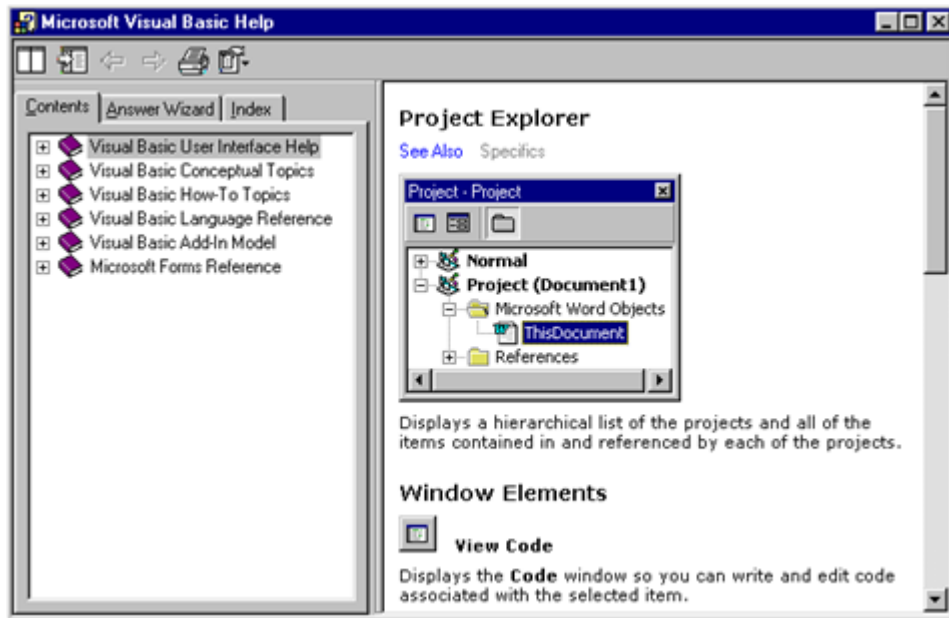 Microsoft Visual Basic Help
Contents Answer Wizard Index
Visual Basic User Interface Help
Visual Basic Conceptual Topics
Visual Basic How-To Topics
Visual Basic Language Reference
Visual Basic Add-In Model
Microsoft Forms Reference
Project Explorer
See Also Specifics
Project - Project
Normal
Project (Document1)
Microsoft Word Objects
ThisDocument
References
Displays a hierarchical list of the projects and all of the
items contained in and referenced by each of the projects.
Window Elements
View Code
Displays the Code window so you can write and edit code
associated with the selected item.